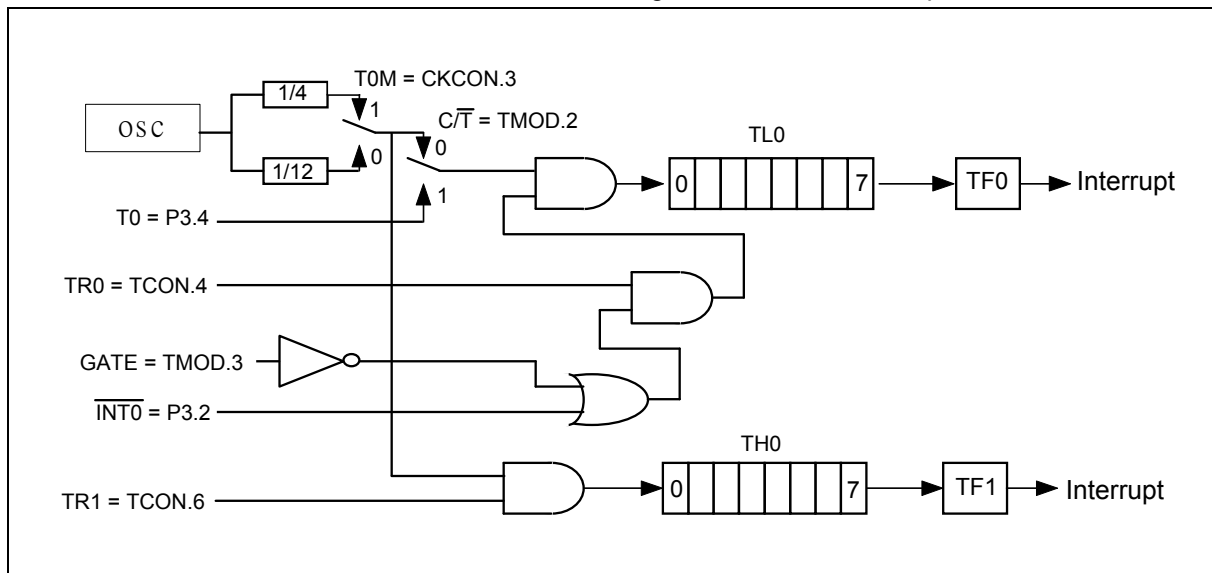 T0M = CKCON.3
1/4
1
OSC
C/T̅ = TMOD.2
0
0
1/12
1
T0 = P3.4
TL0
0
7
TF0
Interrupt
TR0 = TCON.4
GATE = TMOD.3
I̅N̅T̅0̅ = P3.2
TH0
0
7
TF1
Interrupt
TR1 = TCON.6